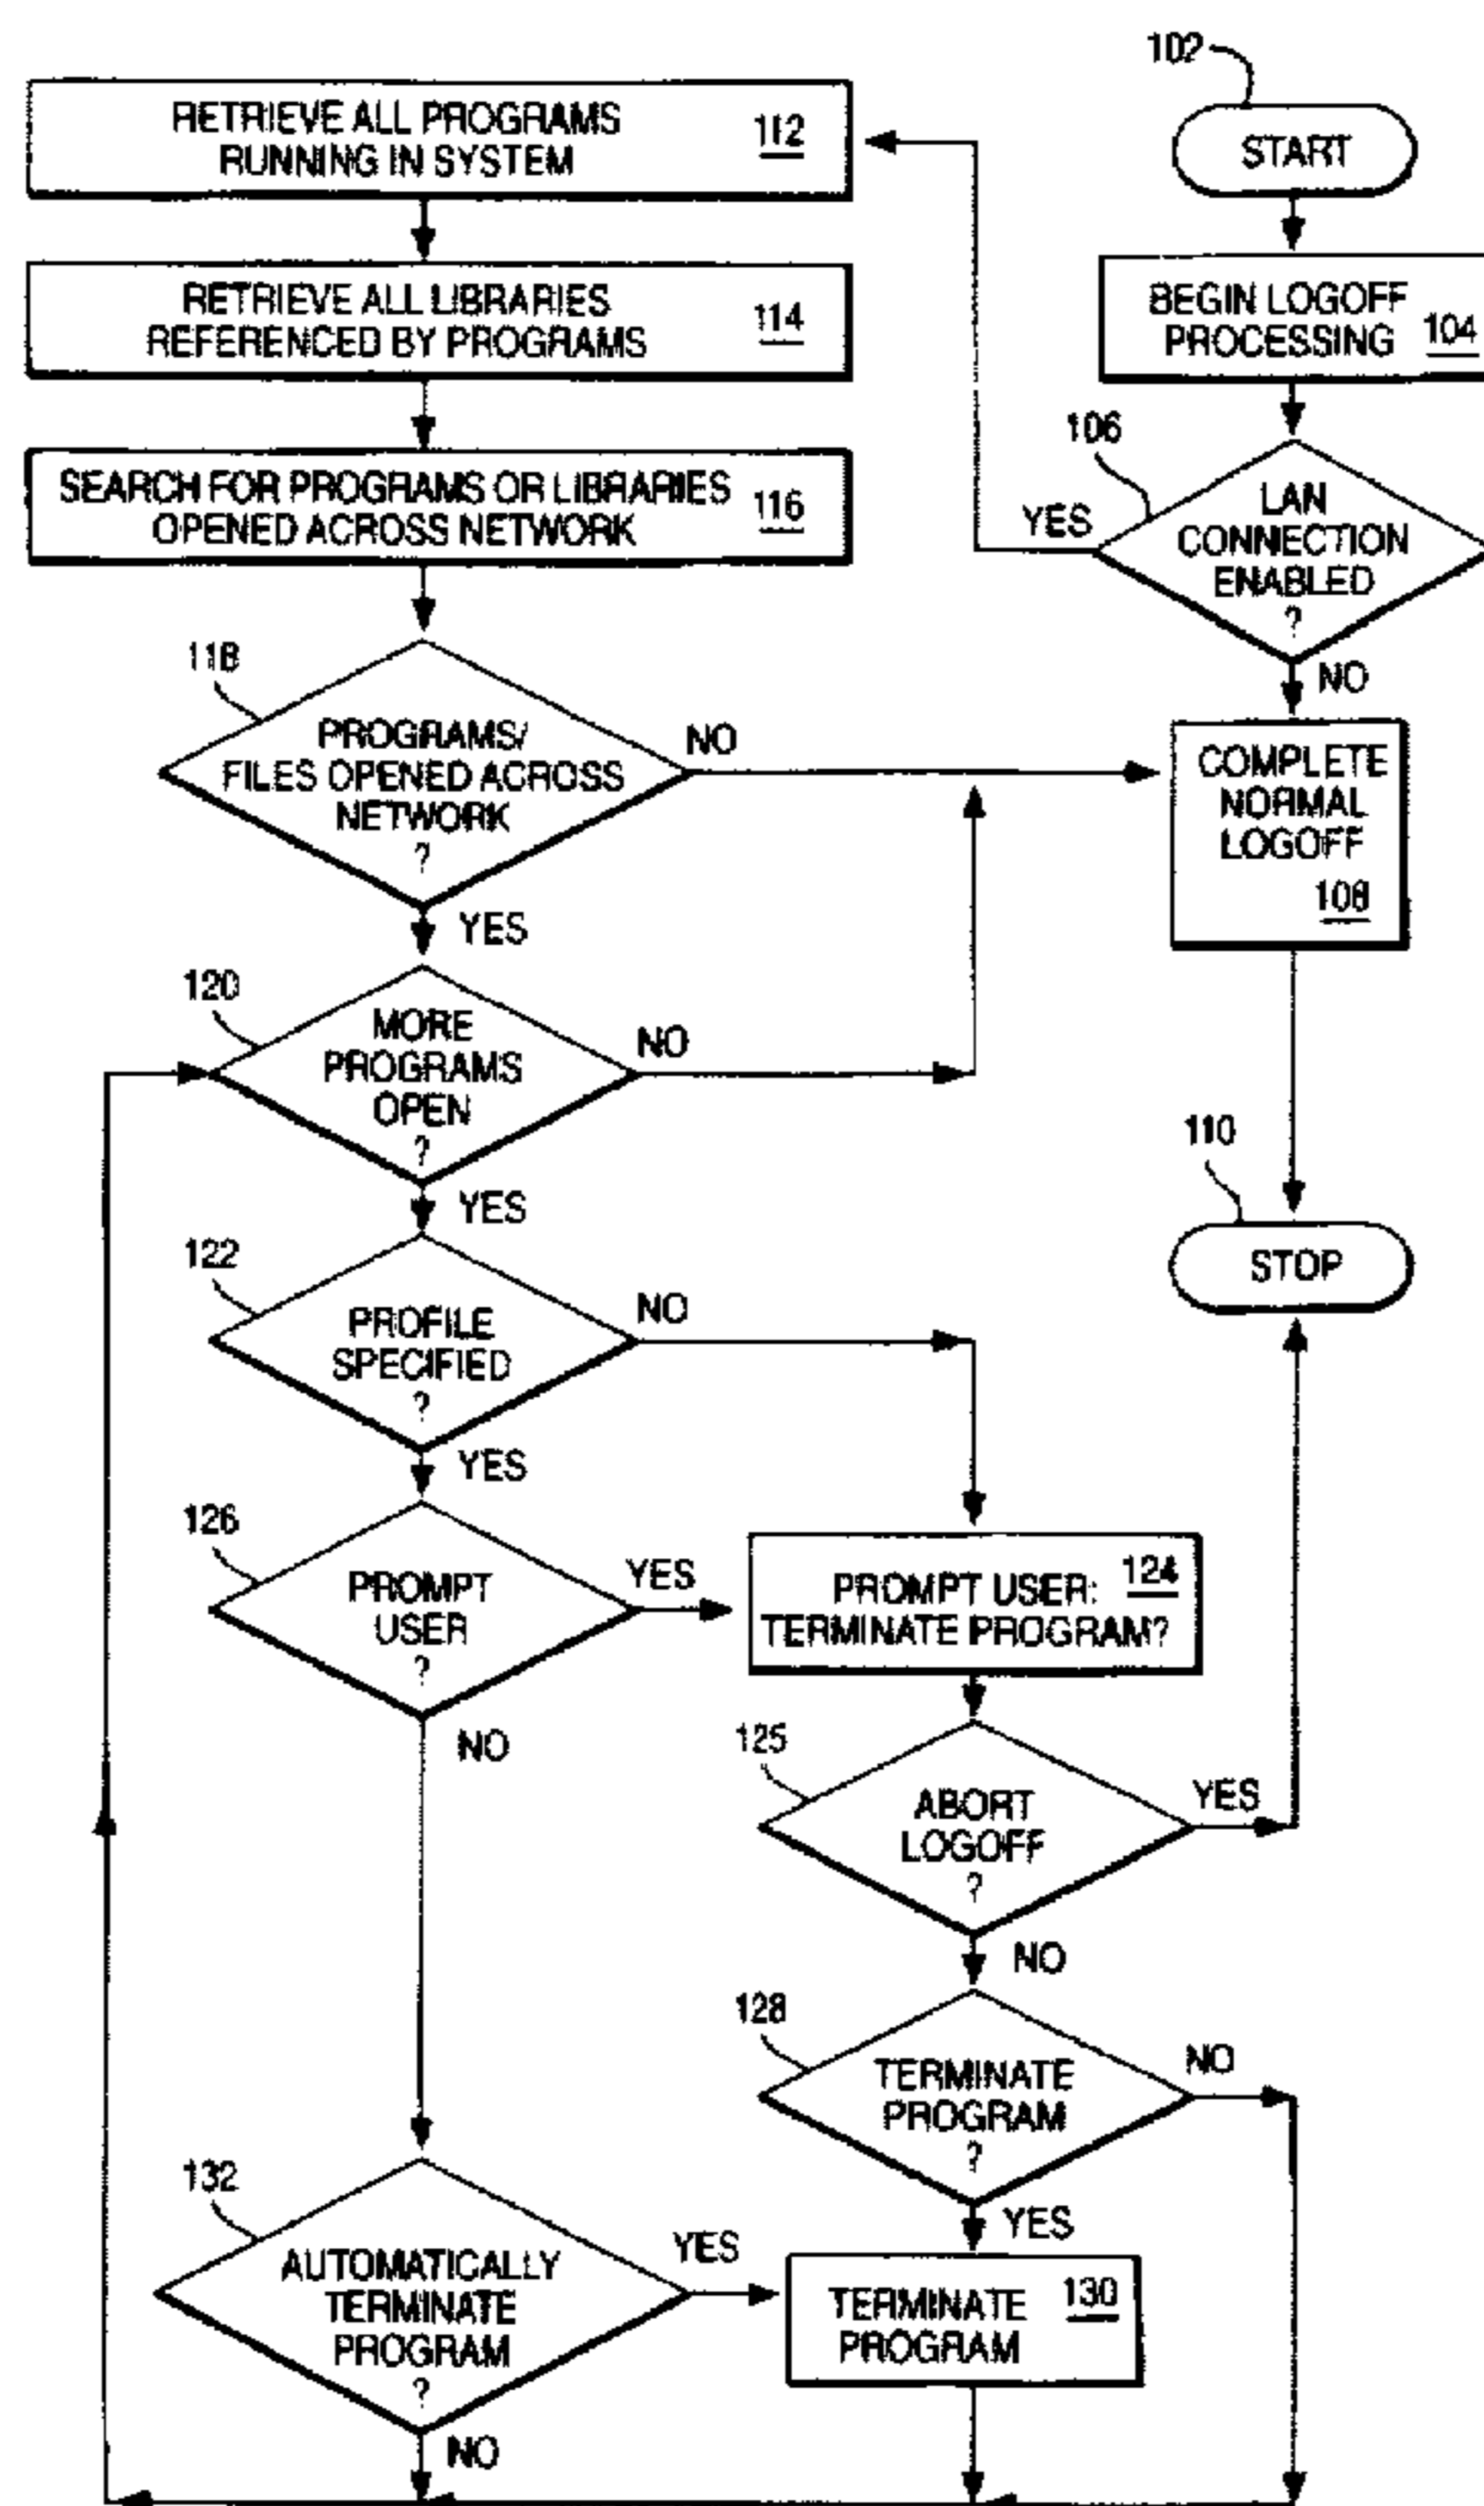 102
START
BEGIN LOGOFF
PROCESSING 104
106
LAN
CONNECTION
ENABLED
?
YES
NO
COMPLETE
NORMAL
LOGOFF
108
110
STOP
RETRIEVE ALL PROGRAMS
RUNNING IN SYSTEM
112
RETRIEVE ALL LIBRARIES
REFERENCED BY PROGRAMS
114
SEARCH FOR PROGRAMS OR LIBRARIES
OPENED ACROSS NETWORK
116
118
PROGRAMS/
FILES OPENED ACROSS
NETWORK
?
NO
YES
120
MORE
PROGRAMS
OPEN
?
NO
YES
122
PROFILE
SPECIFIED
?
NO
YES
126
PROMPT
USER
?
YES
NO
PROMPT USER: 124
TERMINATE PROGRAM?
125
ABORT
LOGOFF
?
YES
NO
128
TERMINATE
PROGRAM
?
NO
YES
132
AUTOMATICALLY
TERMINATE
PROGRAM
?
YES
NO
TERMINATE 130
PROGRAM